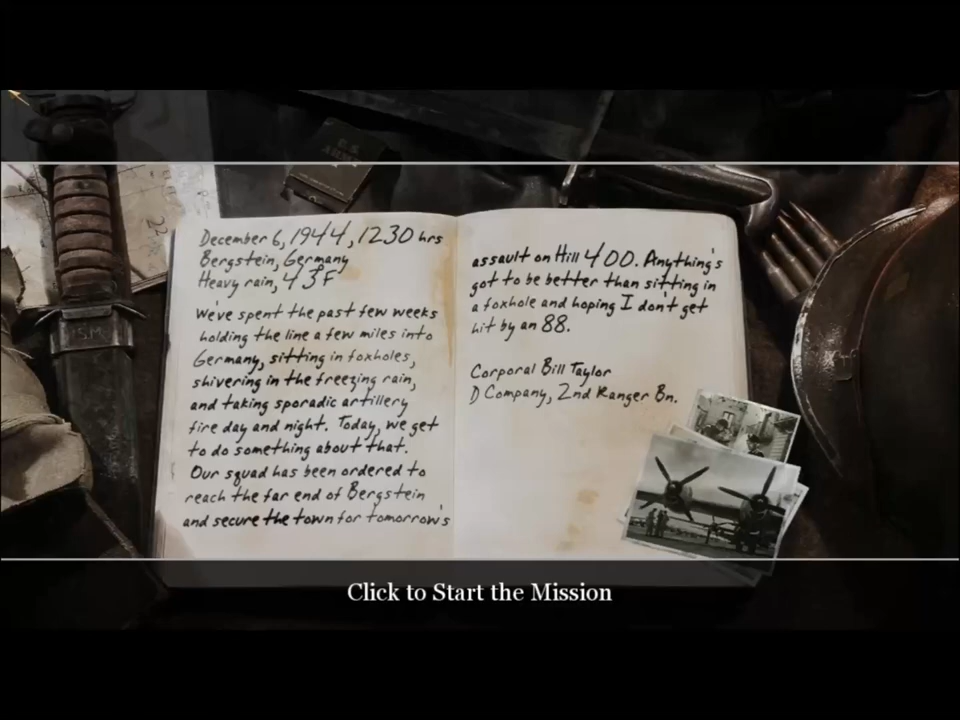 U.S.
ARMY
U.S.M.
December 6, 1944, 1230 hrs
Bergstein, Germany
Heavy rain, 43°F
We've spent the past few weeks
holding the line a few miles into
Germany, sitting in foxholes,
shivering in the freezing rain,
and taking sporadic artillery
fire day and night. Today, we get
to do something about that.
Our squad has been ordered to
reach the far end of Bergstein
and secure the town for tomorrow's
assault on Hill 400. Anything's
got to be better than sitting in
a foxhole and hoping I don't get
hit by an 88.
Corporal Bill Taylor
D Company, 2nd Ranger Bn.
Click to Start the Mission